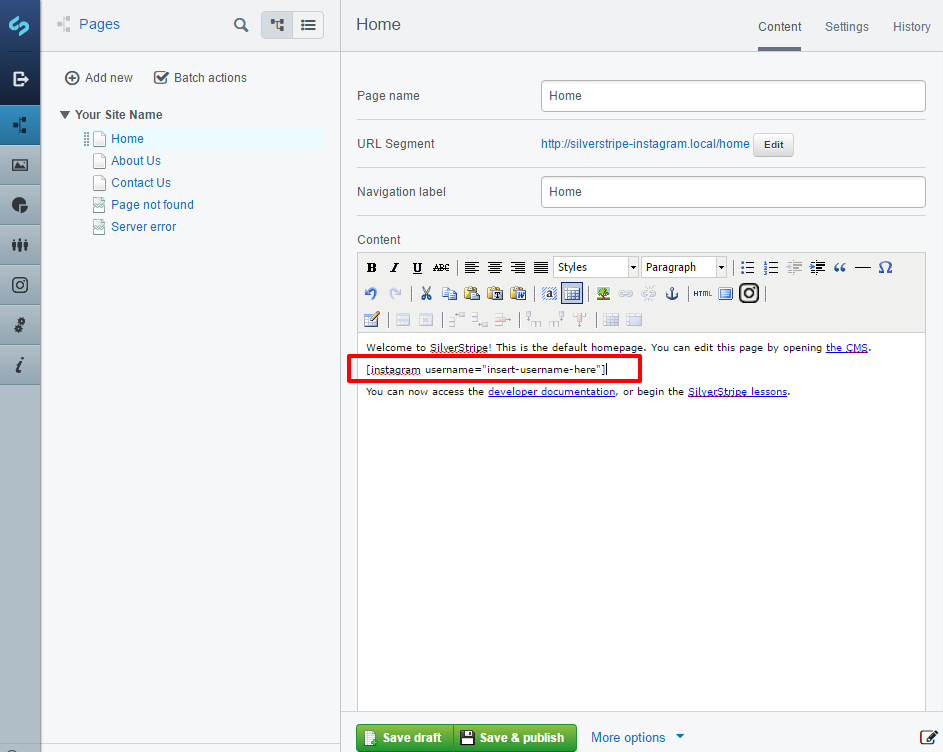 Pages
Home
Content
Settings
History
Add new
Batch actions
Your Site Name
Home
About Us
Contact Us
Page not found
Server error
Page name
Home
URL Segment
http://silverstripe-instagram.local/home
Edit
Navigation label
Home
Content
B I U ABC
Styles
Paragraph
HTML
Welcome to SilverStripe! This is the default homepage. You can edit this page by opening the CMS.
[instagram username="insert-username-here"]
You can now access the developer documentation, or begin the SilverStripe lessons.
Save draft
Save & publish
More options